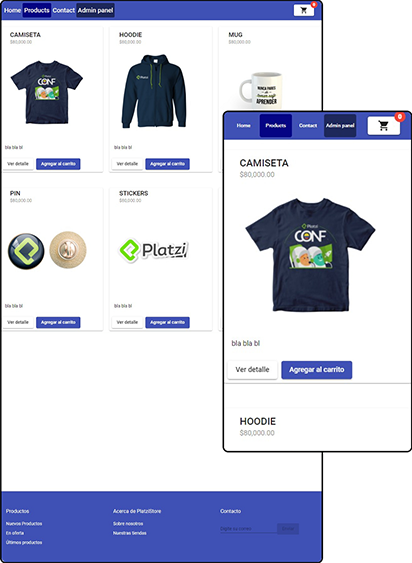 Home Products Contact Admin panel 0
CAMISETA
$80,000.00
CONF
bla bla bl
Ver detalle Agregar al carrito
HOODIE
$80,000.00
Platzi
bla bla bl
Ver detalle Agregar al carrito
MUG
$80,000.00
NUNCA PARES
DE
APRENDER
PIN
$80,000.00
bla bla bl
Ver detalle Agregar al carrito
STICKERS
$80,000.00
Platzi
bla bla bl
Ver detalle Agregar al carrito
Productos
Nuevos Productos
En oferta
Últimos productos
Acerca de PlatziStore
Sobre nosotros
Nuestras tiendas
Contacto
Home Products Contact Admin panel 0
CAMISETA
$80,000.00
Platzi
CONF
bla bla bl
Ver detalle Agregar al carrito
HOODIE
$80,000.00